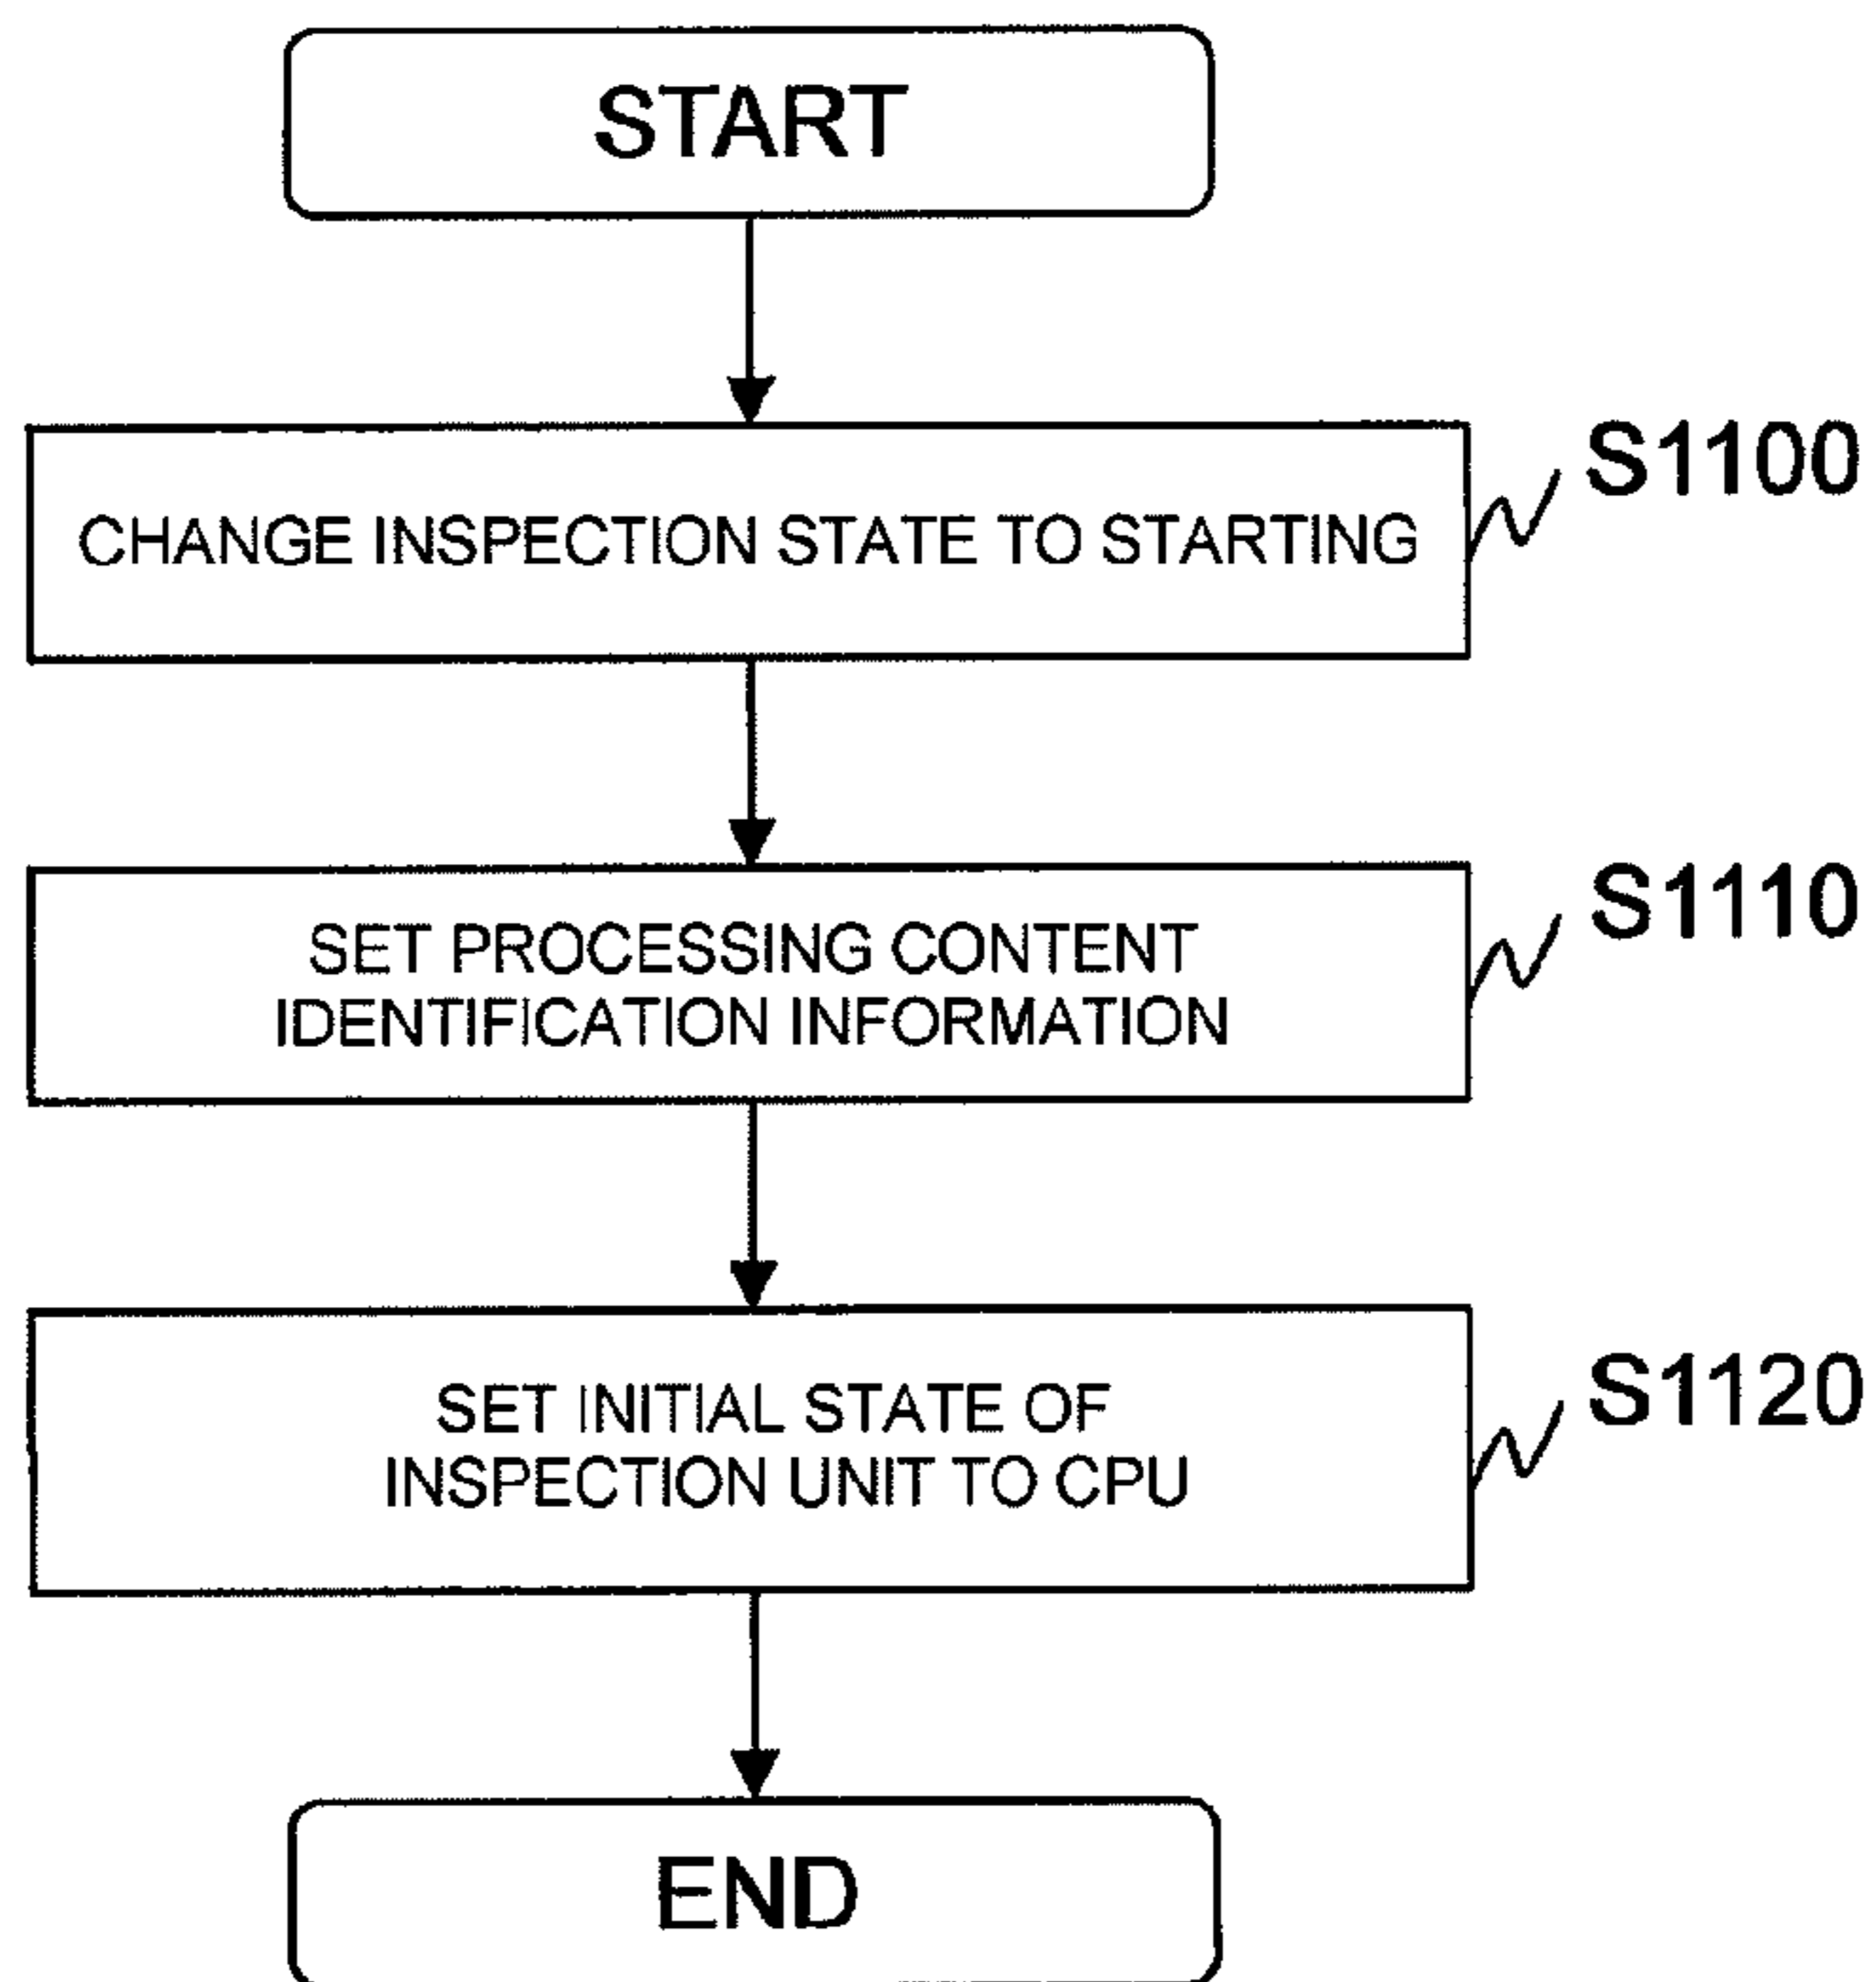 START
S1100
CHANGE INSPECTION STATE TO STARTING
S1110
SET PROCESSING CONTENT
IDENTIFICATION INFORMATION
S1120
SET INITIAL STATE OF
INSPECTION UNIT TO CPU
END